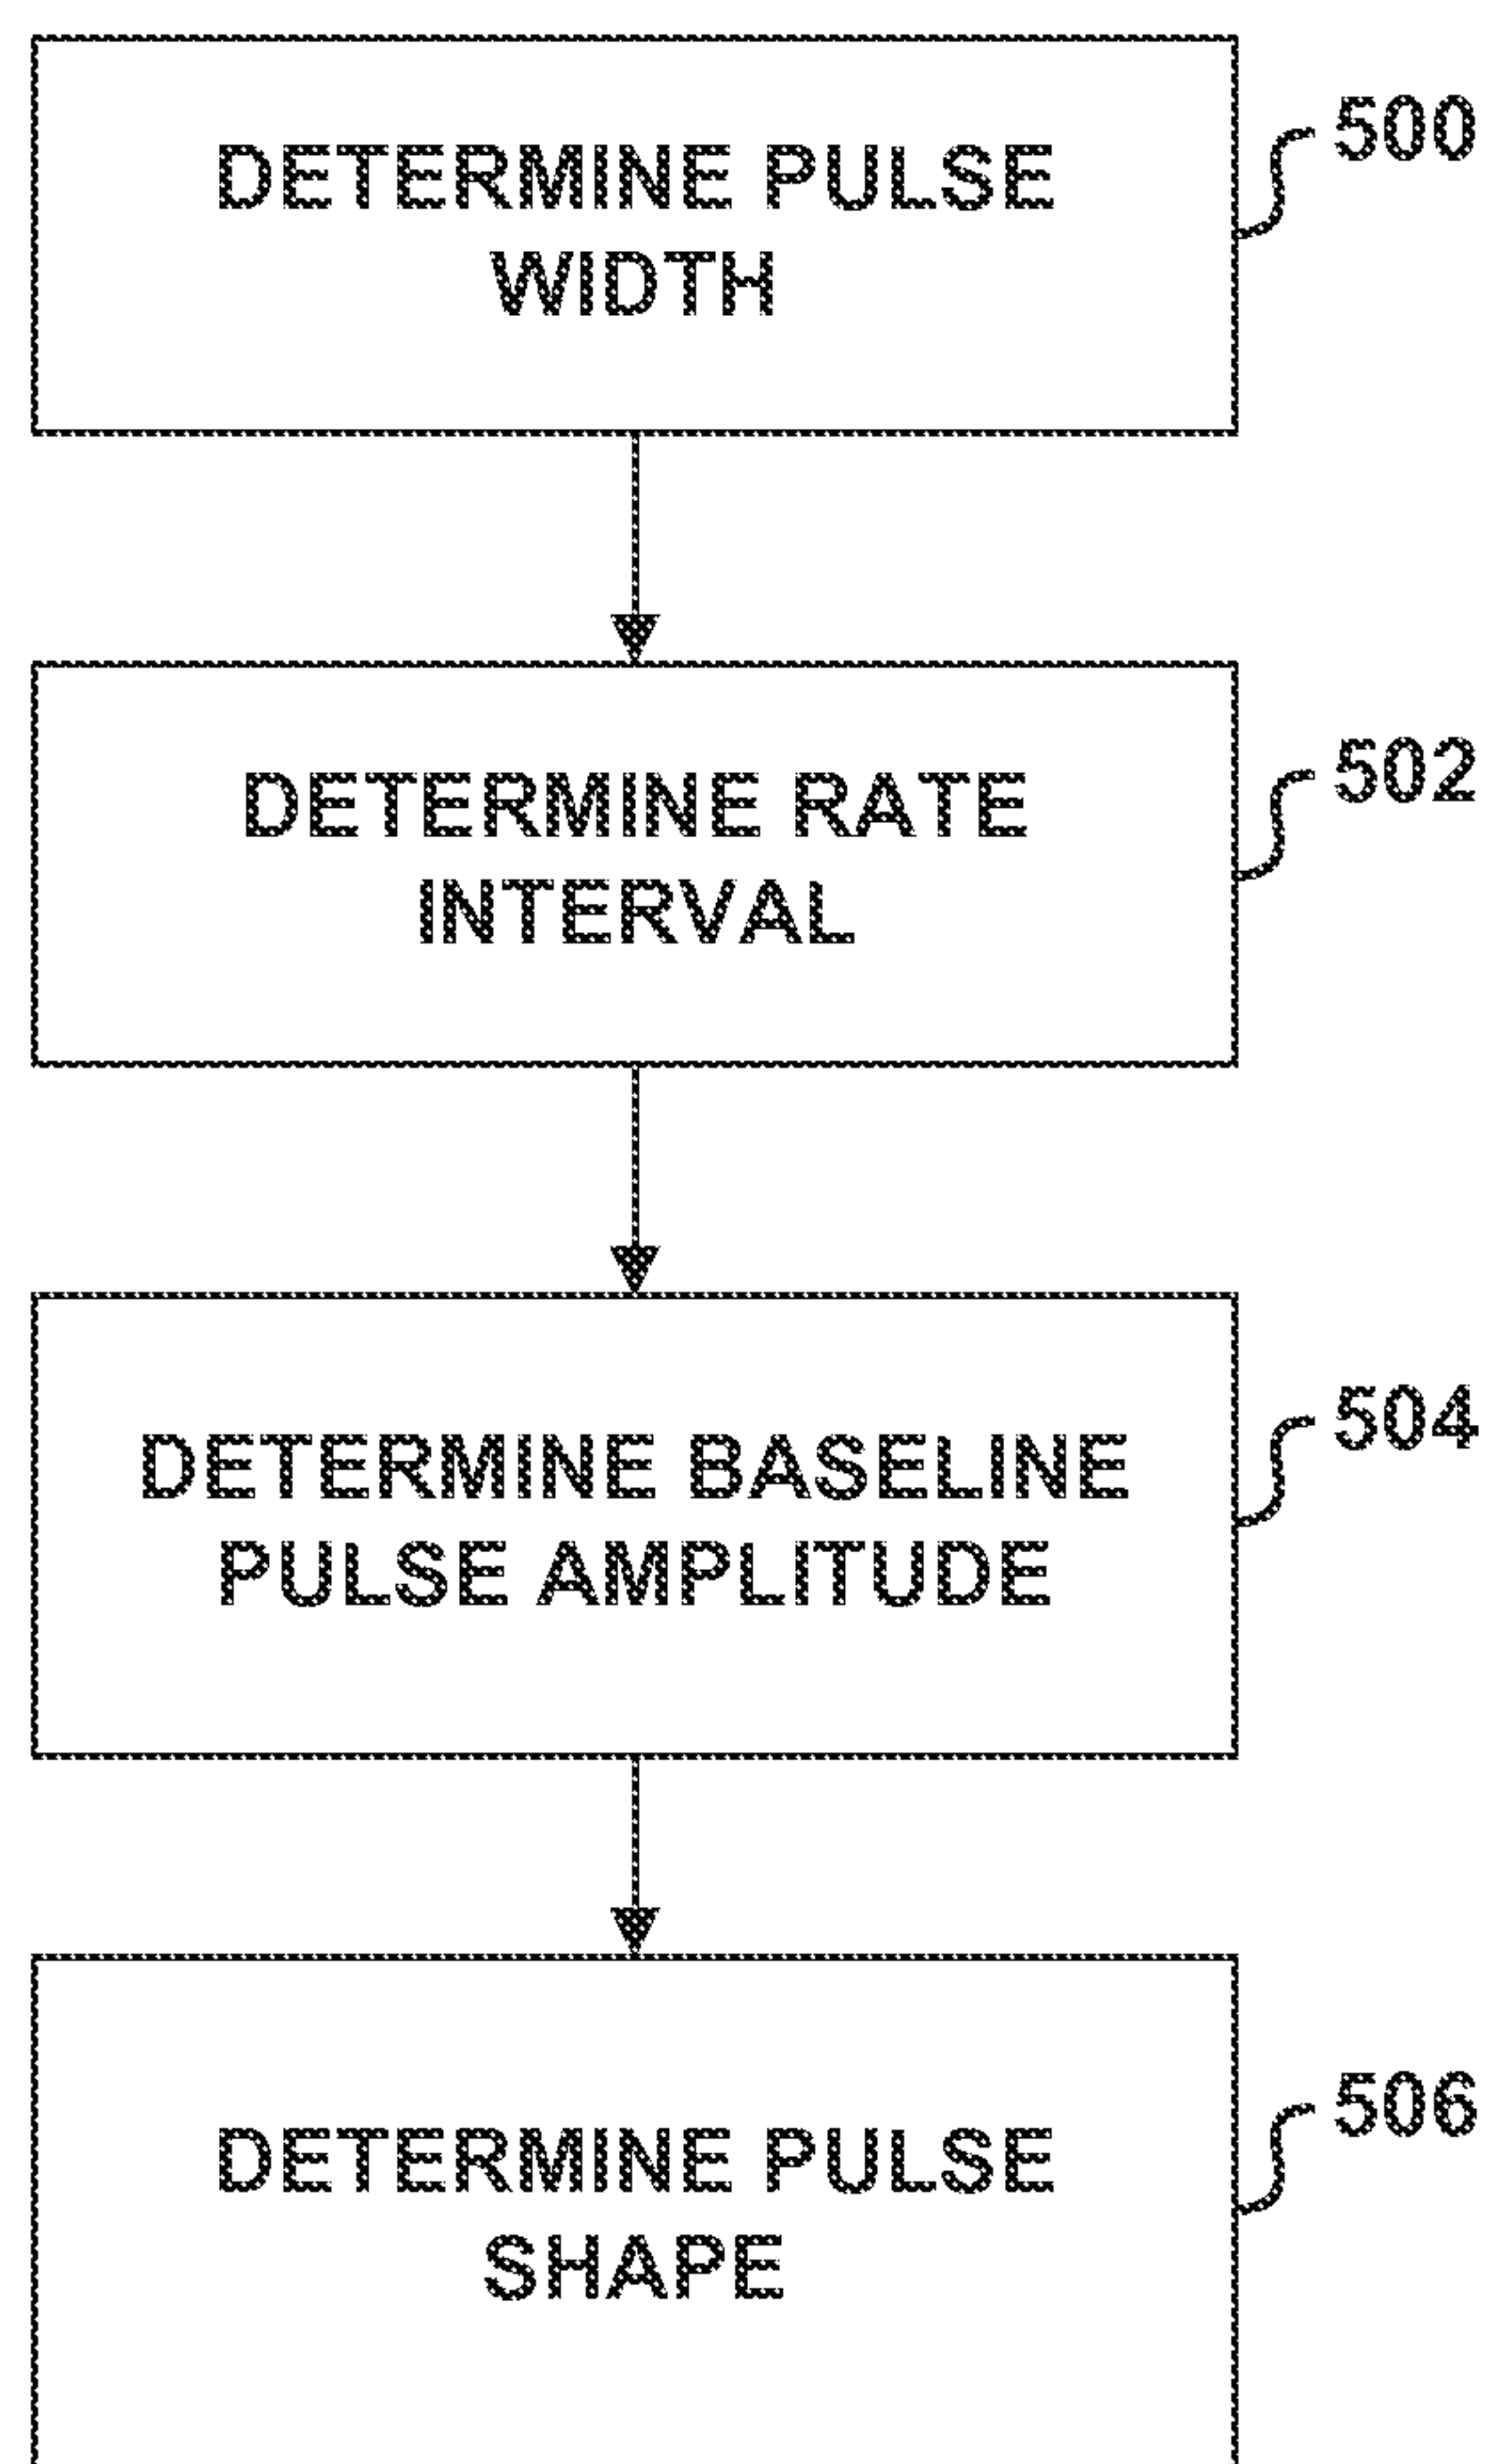 DETERMINE PULSE
WIDTH
500
DETERMINE RATE
INTERVAL
502
DETERMINE BASELINE
PULSE AMPLITUDE
504
DETERMINE PULSE
SHAPE
506